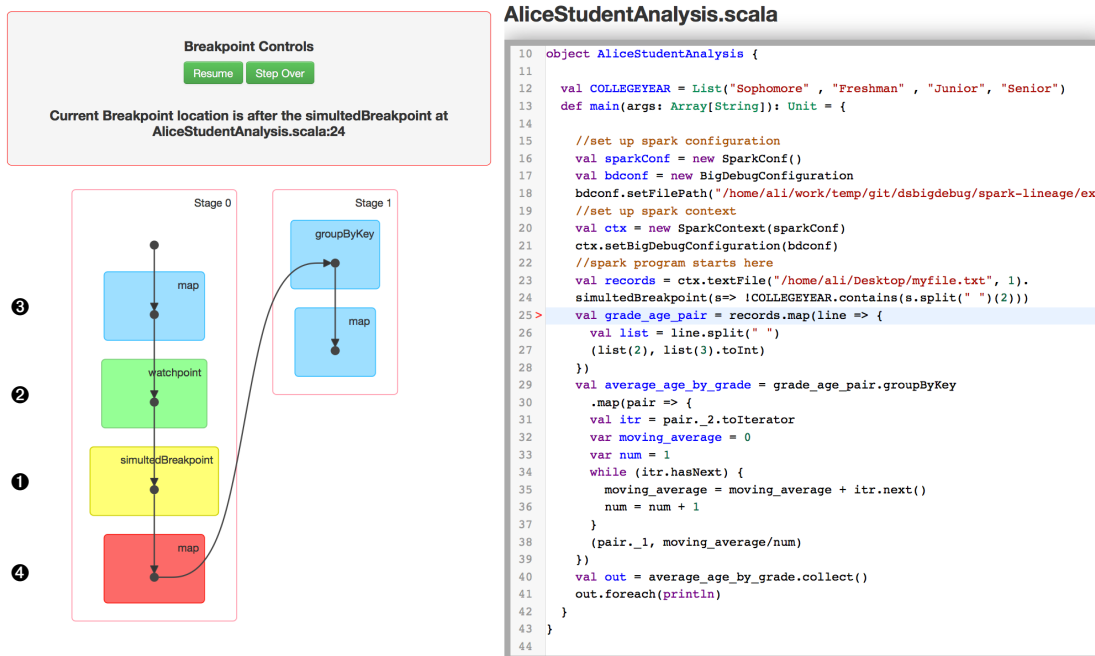 Breakpoint Controls
Resume
Step Over
Current Breakpoint location is after the simultedBreakpoint at
AliceStudentAnalysis.scala:24
Stage 0
map
❸
watchpoint
❷
simultedBreakpoint
❶
map
❹
Stage 1
groupByKey
map
AliceStudentAnalysis.scala
10 object AliceStudentAnalysis {
11
12   val COLLEGEYEAR = List("Sophomore" , "Freshman" , "Junior", "Senior")
13   def main(args: Array[String]): Unit = {
14
15     //set up spark configuration
16     val sparkConf = new SparkConf()
17     val bdconf = new BigDebugConfiguration
18     bdconf.setFilePath("/home/ali/work/temp/git/dsbigdebug/spark-lineage/ex
19     //set up spark context
20     val ctx = new SparkContext(sparkConf)
21     ctx.setBigDebugConfiguration(bdconf)
22     //spark program starts here
23     val records = ctx.textFile("/home/ali/Desktop/myfile.txt", 1).
24     simultedBreakpoint(s=> !COLLEGEYEAR.contains(s.split(" ")(2)))
25 >   val grade_age_pair = records.map(line => {
26       val list = line.split(" ")
27       (list(2), list(3).toInt)
28     })
29     val average_age_by_grade = grade_age_pair.groupByKey
30       .map(pair => {
31       val itr = pair._2.toIterator
32       var moving_average = 0
33       var num = 1
34       while (itr.hasNext) {
35         moving_average = moving_average + itr.next()
36         num = num + 1
37       }
38       (pair._1, moving_average/num)
39     })
40     val out = average_age_by_grade.collect()
41     out.foreach(println)
42   }
43 }
44